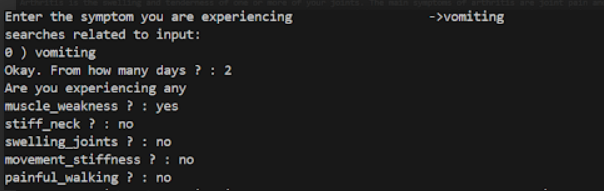 Enter the symptom you are experiencing ->vomiting
searches related to input:
0 ) vomiting
Okay. From how many days ? : 2
Are you experiencing any
muscle_weakness ? : yes
stiff_neck ? : no
swelling_joints ? : no
movement_stiffness ? : no
painful_walking ? : no